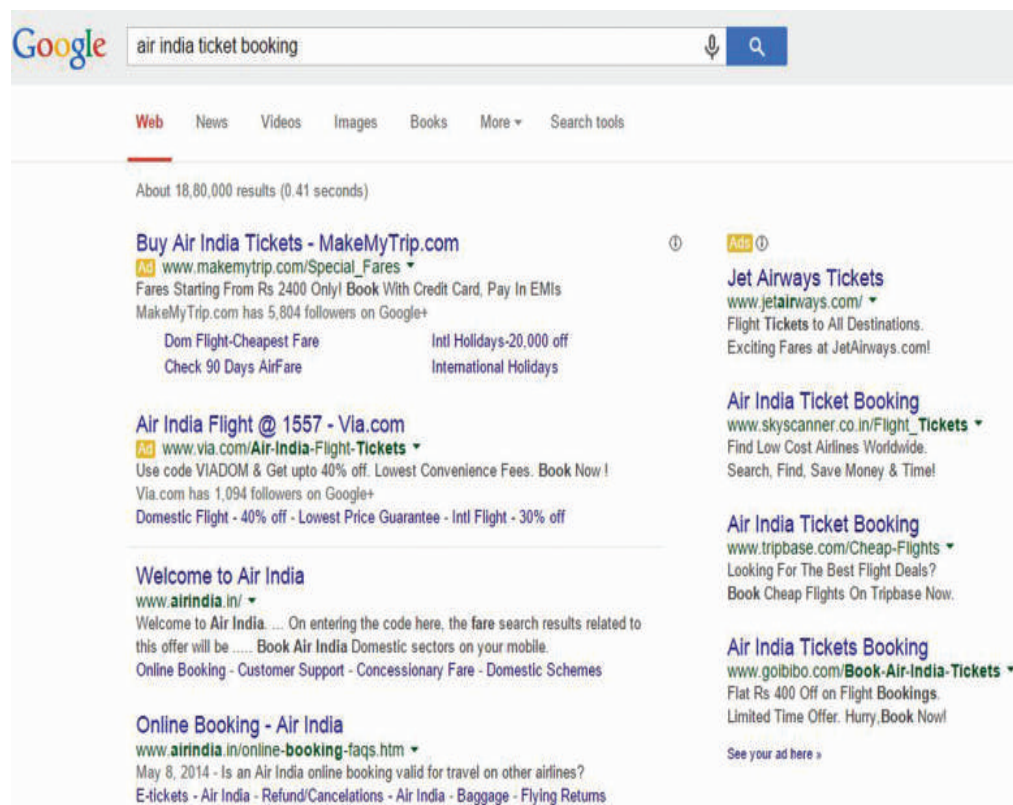 Google
air india ticket booking
Web News Videos Images Books More Search tools
About 18,80,000 results (0.41 seconds)
Buy Air India Tickets - MakeMyTrip.com
Ad www.makemytrip.com/Special_Fares
Fares Starting From Rs 2400 Only! Book With Credit Card, Pay In EMIs
MakeMyTrip.com has 5,804 followers on Google+
Dom Flight-Cheapest Fare Intl Holidays-20,000 off
Check 90 Days AirFare International Holidays
Air India Flight @ 1557 - Via.com
Ad www.via.com/Air-India-Flight-Tickets
Use code VIADOM & Get upto 40% off. Lowest Convenience Fees. Book Now !
Via.com has 1,094 followers on Google+
Domestic Flight - 40% off - Lowest Price Guarantee - Intl Flight - 30% off
Welcome to Air India
www.airindia.in/
Welcome to Air India. ... On entering the code here, the fare search results related to
this offer will be ..... Book Air India Domestic sectors on your mobile.
Online Booking - Customer Support - Concessionary Fare - Domestic Schemes
Online Booking - Air India
www.airindia.in/online-booking-faqs.htm
May 8, 2014 - Is an Air India online booking valid for travel on other airlines?
E-tickets - Air India - Refund/Cancelations - Air India - Baggage - Flying Returns
Ads
Jet Airways Tickets
www.jetairways.com/
Flight Tickets to All Destinations.
Exciting Fares at JetAirways.com!
Air India Ticket Booking
www.skyscanner.co.in/Flight_Tickets
Find Low Cost Airlines Worldwide.
Search, Find, Save Money & Time!
Air India Ticket Booking
www.tripbase.com/Cheap-Flights
Looking For The Best Flight Deals?
Book Cheap Flights On Tripbase Now.
Air India Tickets Booking
www.goibibo.com/Book-Air-India-Tickets
Flat Rs 400 Off on Flight Bookings.
Limited Time Offer. Hurry,Book Now!
See your ad here »